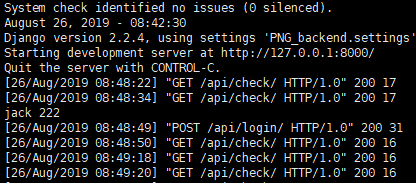 System check identified no issues (0 silenced).
August 26, 2019 - 08:42:30
Django version 2.2.4, using settings 'PNG_backend.settings'
Starting development server at http://127.0.0.1:8000/
Quit the server with CONTROL-C.
[26/Aug/2019 08:48:22] "GET /api/check/ HTTP/1.0" 200 17
[26/Aug/2019 08:48:34] "GET /api/check/ HTTP/1.0" 200 17
jack 222
[26/Aug/2019 08:48:49] "POST /api/login/ HTTP/1.0" 200 31
[26/Aug/2019 08:48:50] "GET /api/check/ HTTP/1.0" 200 16
[26/Aug/2019 08:49:18] "GET /api/check/ HTTP/1.0" 200 16
[26/Aug/2019 08:49:20] "GET /api/check/ HTTP/1.0" 200 16